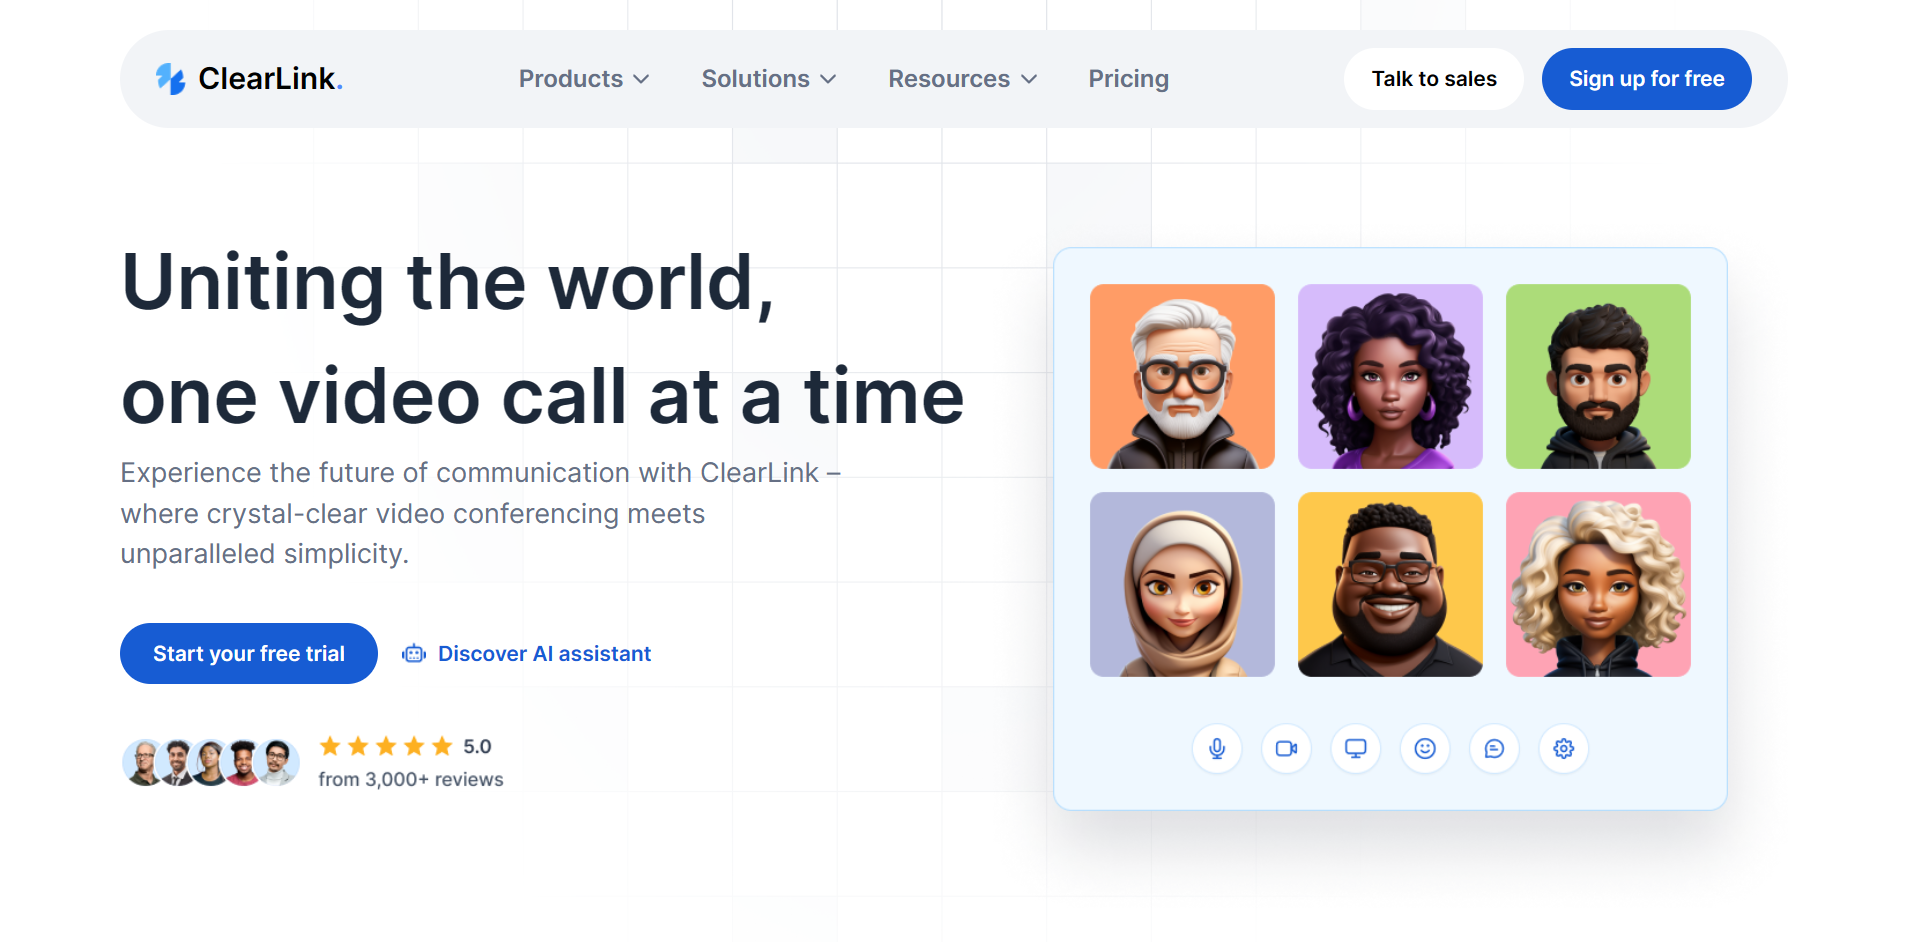 ClearLink.
Products
Solutions
Resources
Pricing
Talk to sales
Sign up for free
Uniting the world,
one video call at a time
Experience the future of communication with ClearLink –
where crystal-clear video conferencing meets
unparalleled simplicity.
Start your free trial
Discover AI assistant
5.0
from 3,000+ reviews